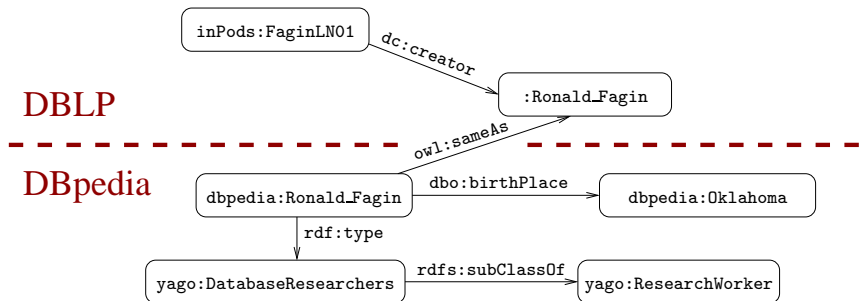 inPods:FaginLN01
dc:creator
:Ronald_Fagin
DBLP
owl:sameAs
DBpedia
dbpedia:Ronald_Fagin
dbo:birthPlace
dbpedia:Oklahoma
rdf:type
yago:DatabaseResearchers
rdfs:subClassOf
yago:ResearchWorker